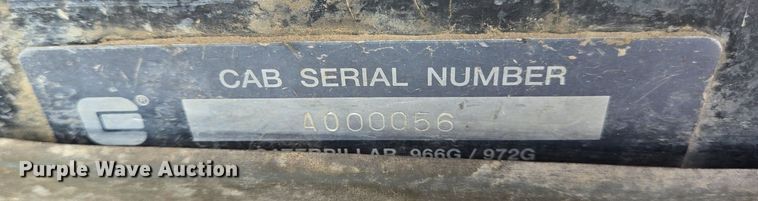 CAB SERIAL NUMBER
A000056
CATERPILLAR 966G / 972G
Purple Wave Auction